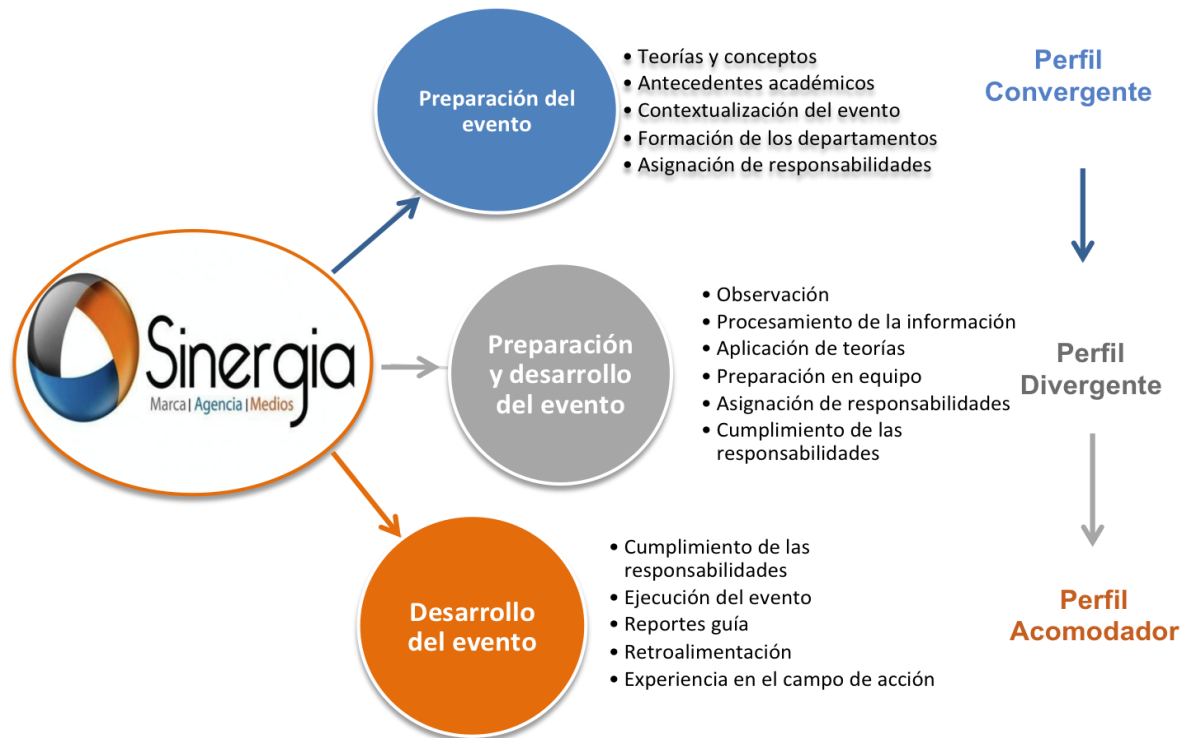 Preparación del
evento
• Teorías y conceptos
• Antecedentes académicos
• Contextualización del evento
• Formación de los departamentos
• Asignación de responsabilidades
Perfil
Convergente
Sinergia
Marca | Agencia | Medios
Preparación
y desarrollo
del evento
• Observación
• Procesamiento de la información
• Aplicación de teorías
• Preparación en equipo
• Asignación de responsabilidades
• Cumplimiento de las
responsabilidades
Perfil
Divergente
Desarrollo
del evento
• Cumplimiento de las
responsabilidades
• Ejecución del evento
• Reportes guía
• Retroalimentación
• Experiencia en el campo de acción
Perfil
Acomodador